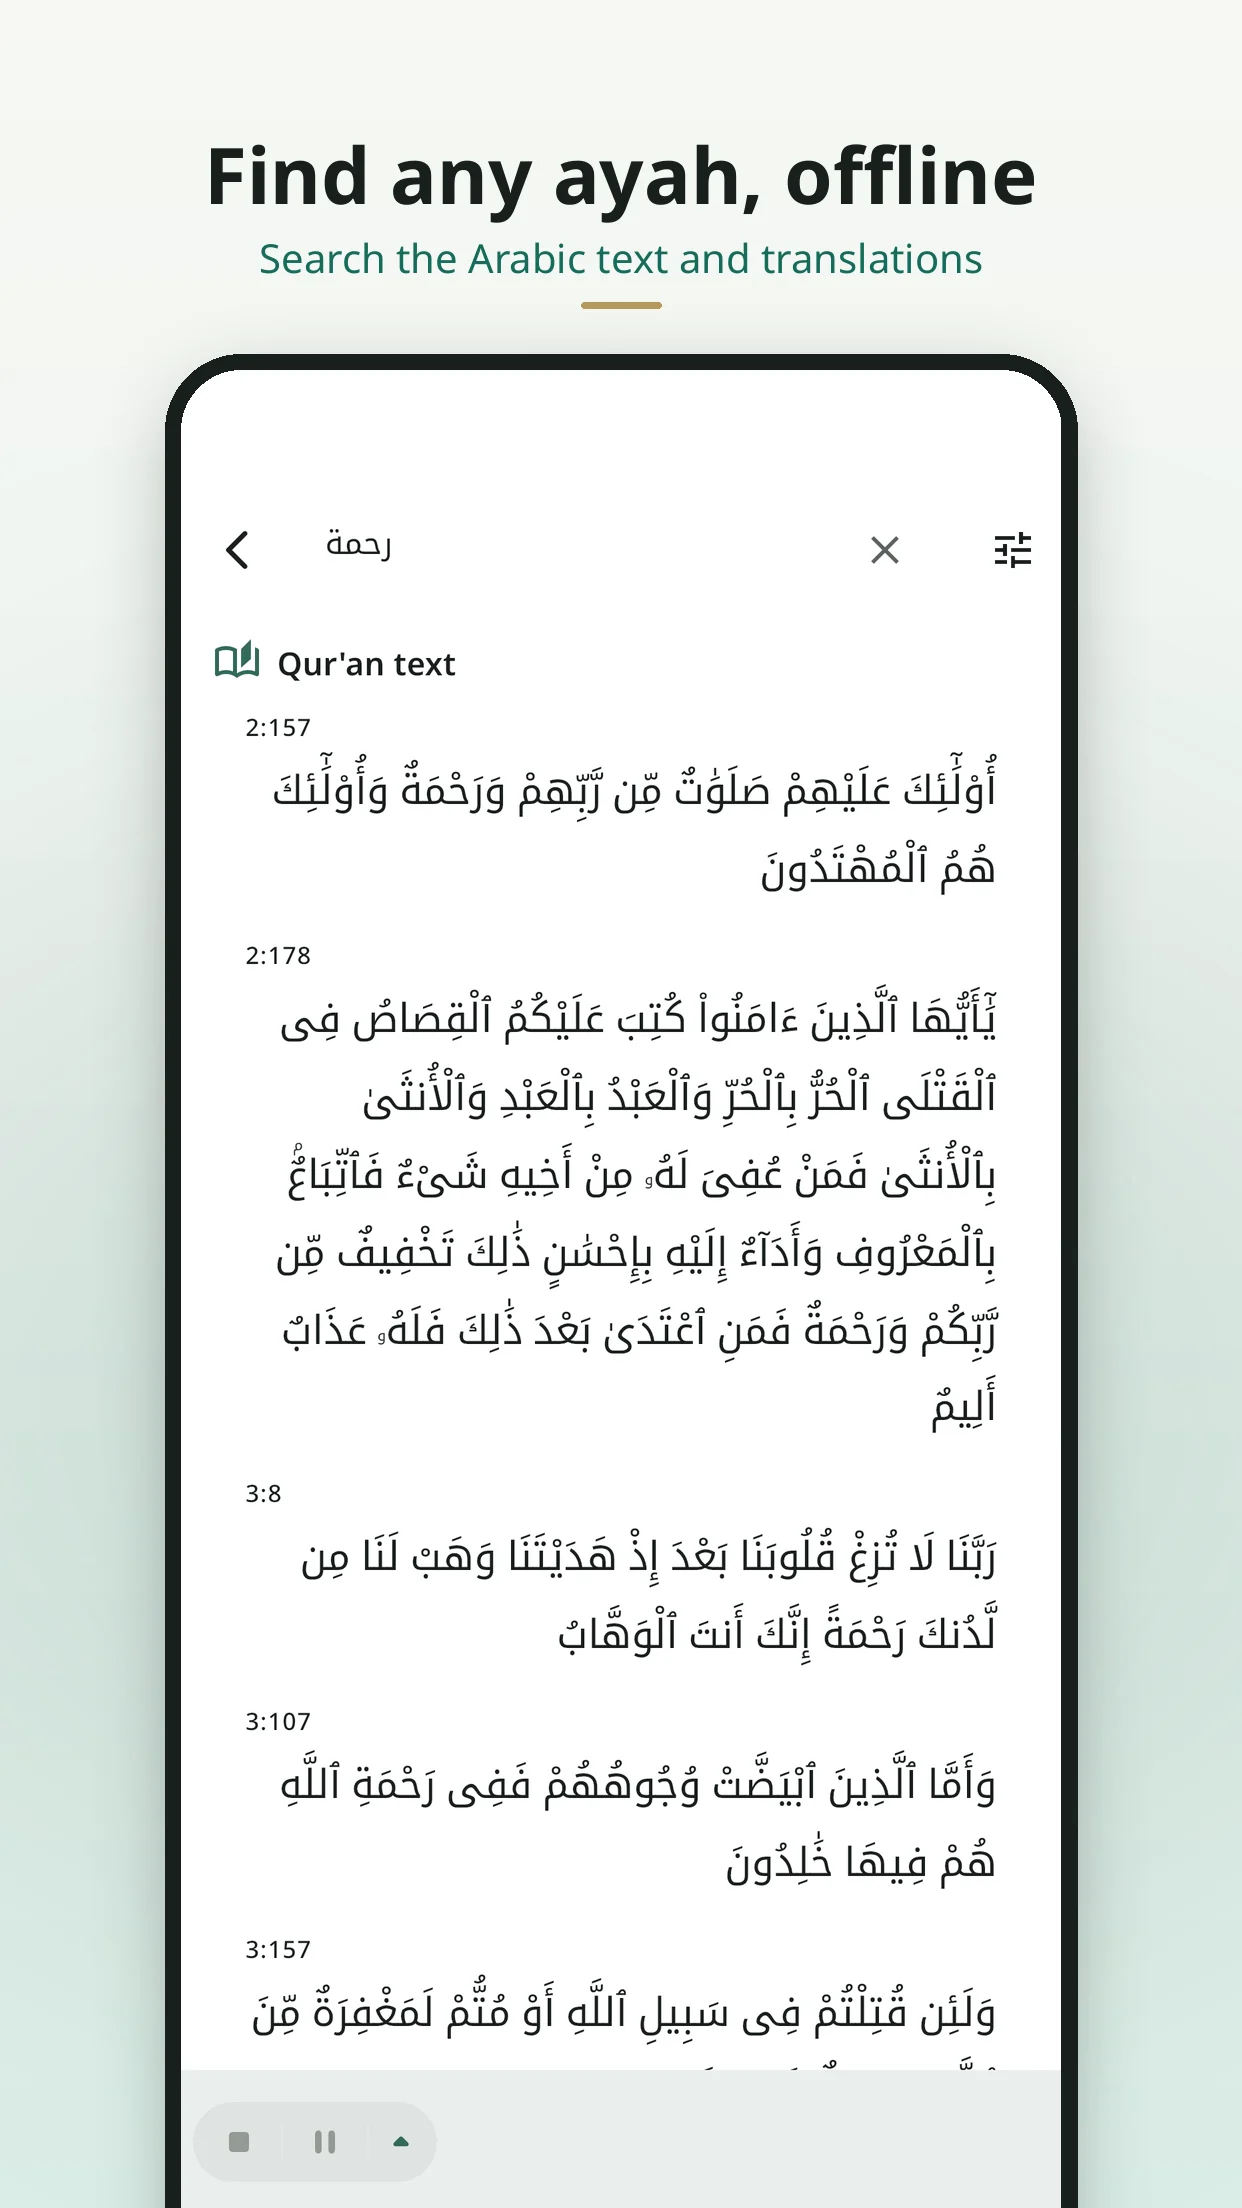 Find any ayah, offline
Search the Arabic text and translations
رحمة
Qur'an text
2:157
أُوْلَٰٓئِكَ عَلَيْهِمْ صَلَوَٰتٌ مِّن رَّبِّهِمْ وَرَحْمَةٌ وَأُوْلَٰٓئِكَ
هُمُ ٱلْمُهْتَدُونَ
2:178
يَٰٓأَيُّهَا ٱلَّذِينَ ءَامَنُوا۟ كُتِبَ عَلَيْكُمُ ٱلْقِصَاصُ فِى
ٱلْقَتْلَى ٱلْحُرُّ بِٱلْحُرِّ وَٱلْعَبْدُ بِٱلْعَبْدِ وَٱلْأُنثَىٰ
بِٱلْأُنثَىٰ فَمَنْ عُفِىَ لَهُۥ مِنْ أَخِيهِ شَىْءٌ فَٱتِّبَاعٌۢ
بِٱلْمَعْرُوفِ وَأَدَآءٌ إِلَيْهِ بِإِحْسَٰنٍ ذَٰلِكَ تَخْفِيفٌ مِّن
رَّبِّكُمْ وَرَحْمَةٌ فَمَنِ ٱعْتَدَىٰ بَعْدَ ذَٰلِكَ فَلَهُۥ عَذَابٌ
أَلِيمٌ
3:8
رَبَّنَا لَا تُزِغْ قُلُوبَنَا بَعْدَ إِذْ هَدَيْتَنَا وَهَبْ لَنَا مِن
لَّدُنكَ رَحْمَةً إِنَّكَ أَنتَ ٱلْوَهَّابُ
3:107
وَأَمَّا ٱلَّذِينَ ٱبْيَضَّتْ وُجُوهُهُمْ فَفِى رَحْمَةِ ٱللَّهِ
هُمْ فِيهَا خَٰلِدُونَ
3:157
وَلَئِن قُتِلْتُمْ فِى سَبِيلِ ٱللَّهِ أَوْ مُتُّمْ لَمَغْفِرَةٌ مِّنَ